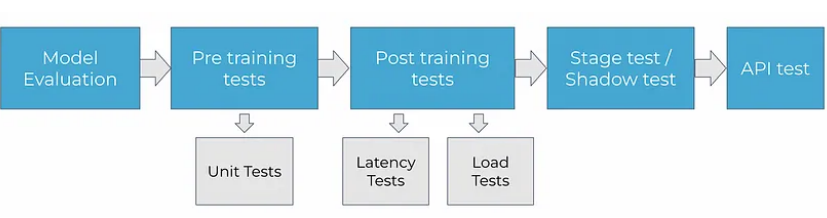 Model
Evaluation
Pre training
tests
Post training
tests
Stage test /
Shadow test
API test
Unit Tests
Latency
Tests
Load
Tests